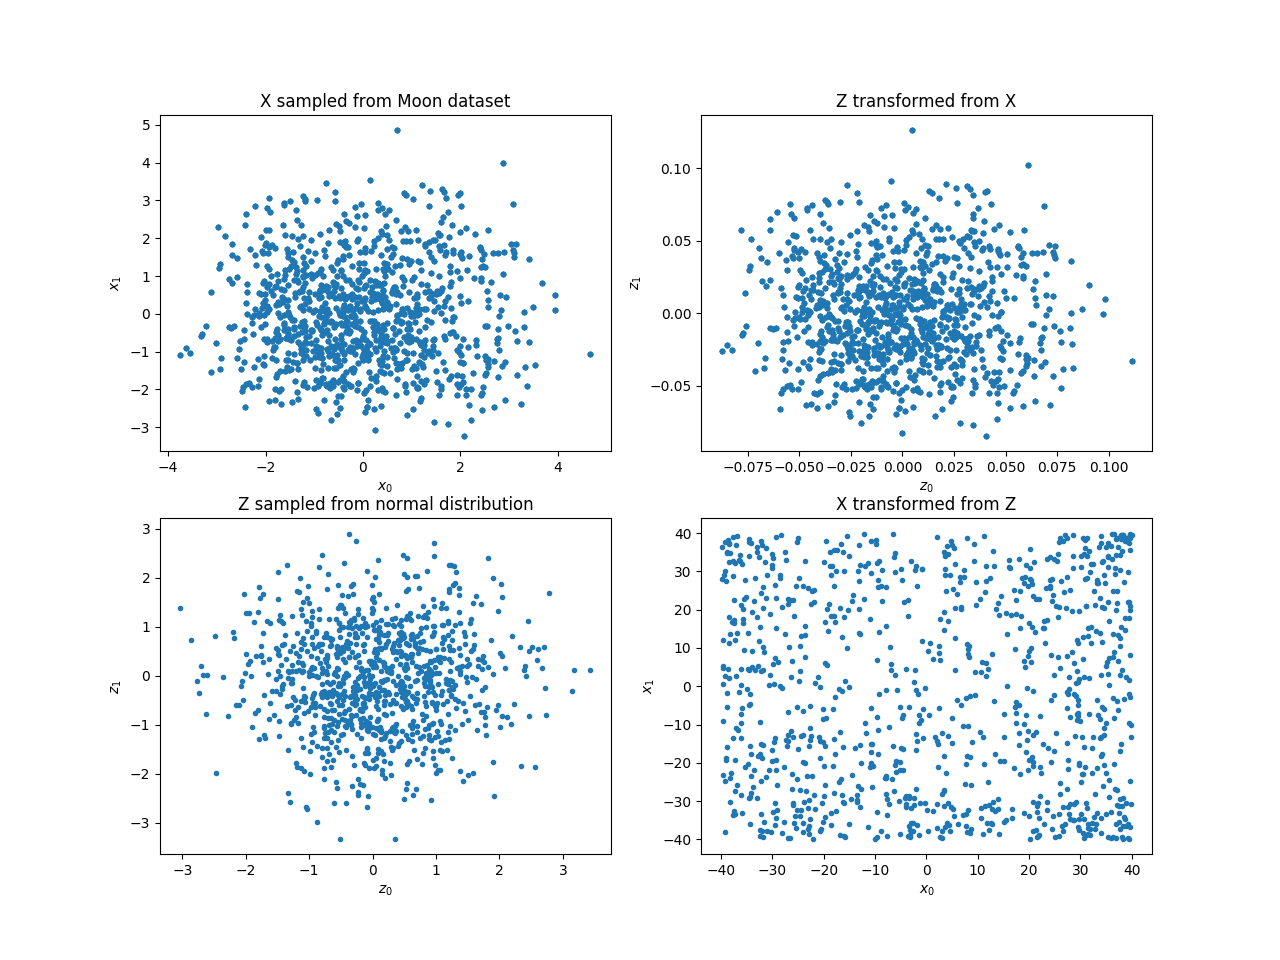 X sampled from Moon dataset
5
4
3
2
1
0
−1
−2
−3
x₁
−4 −2 0 2 4
x₀
Z transformed from X
0.10
0.05
0.00
−0.05
z₁
−0.075 −0.050 −0.025 0.000 0.025 0.050 0.075 0.100
z₀
Z sampled from normal distribution
3
2
1
0
−1
−2
−3
z₁
−3 −2 −1 0 1 2 3
z₀
X transformed from Z
40
30
20
10
0
−10
−20
−30
−40
x₁
−40 −30 −20 −10 0 10 20 30 40
x₀